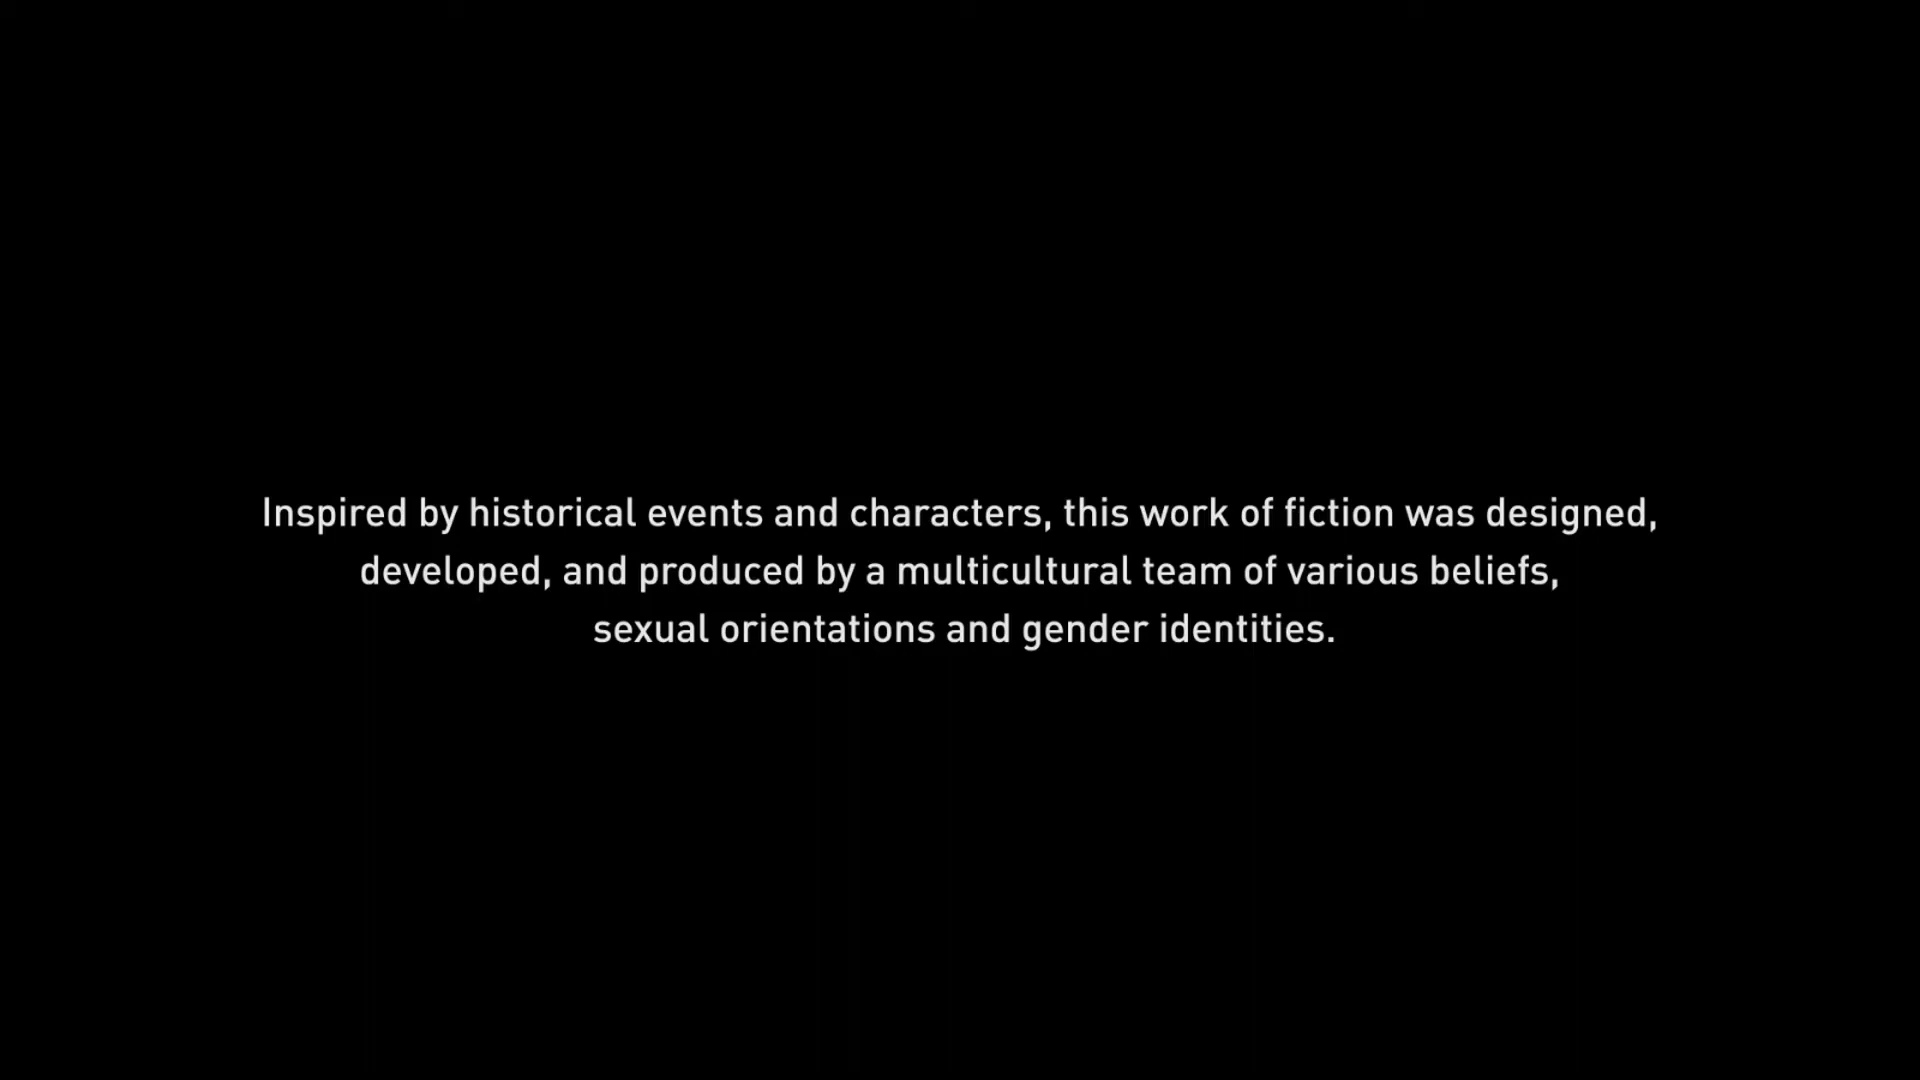 Inspired by historical events and characters, this work of fiction was designed,
developed, and produced by a multicultural team of various beliefs,
sexual orientations and gender identities.